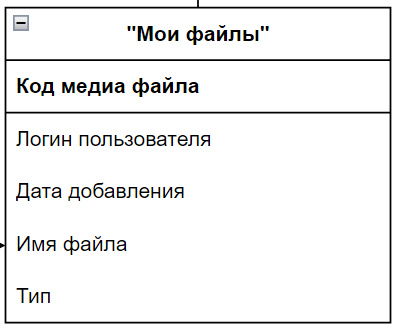 "Мои файлы"
Код медиа файла
Логин пользователя
Дата добавления
Имя файла
Тип